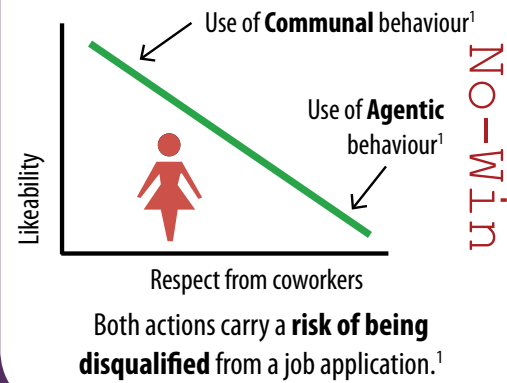 Use of Communal behaviour1
No-Win
Use of Agentic
behaviour1
Likeability
Respect from coworkers
Both actions carry a risk of being
disqualified from a job application.1